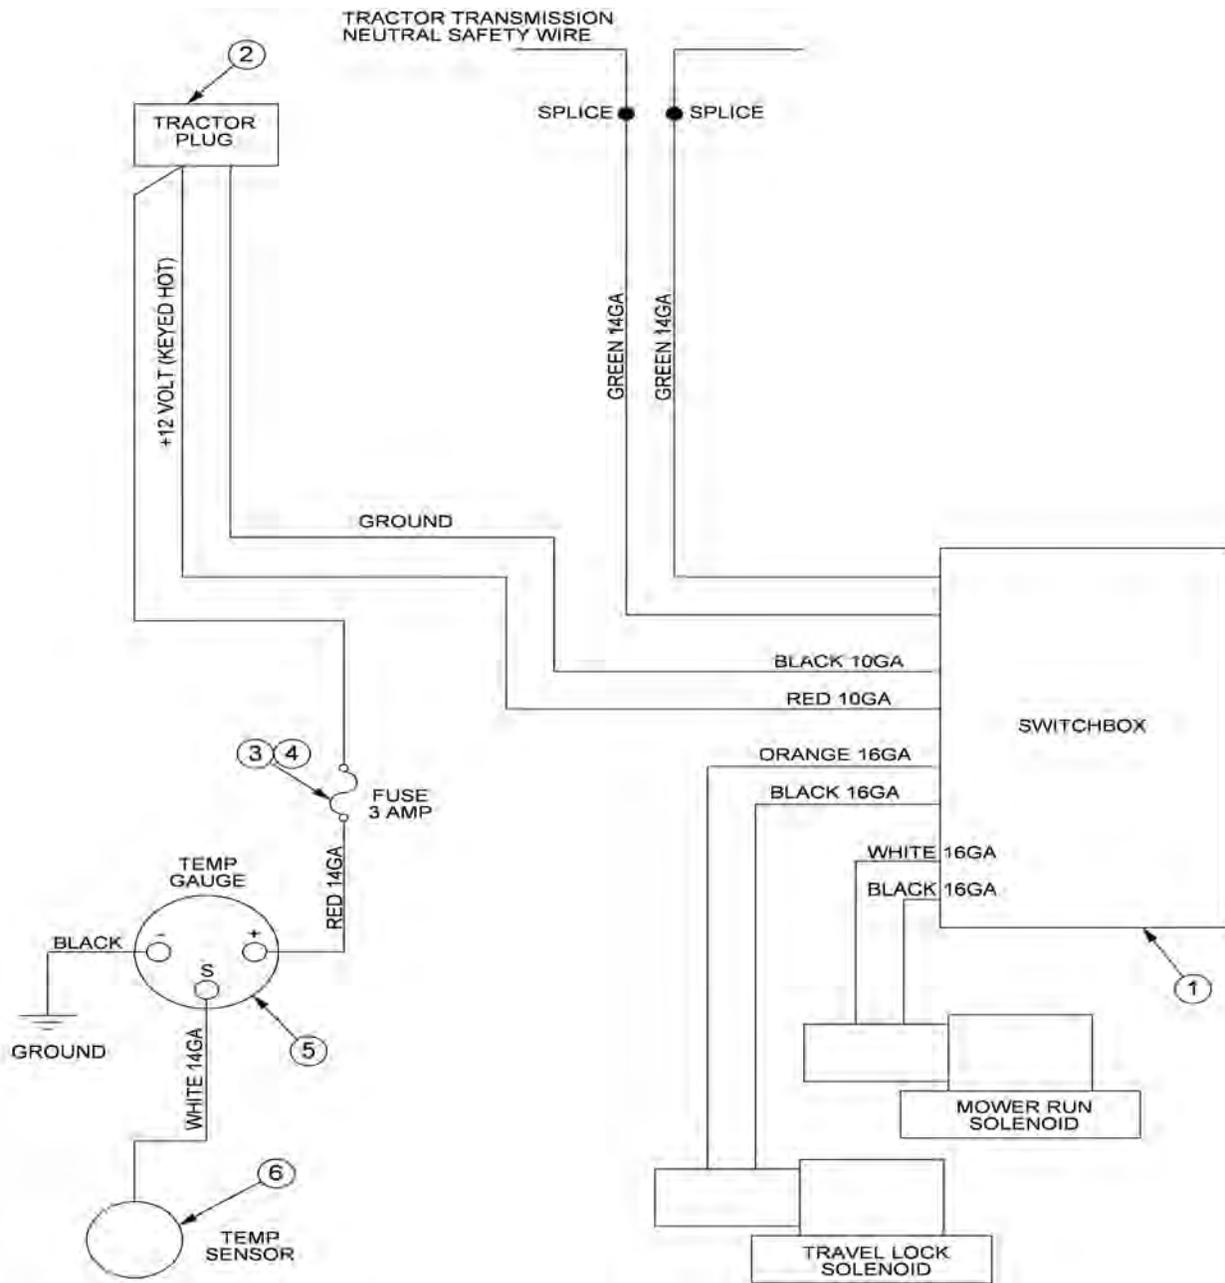 TRACTOR TRANSMISSION
NEUTRAL SAFETY WIRE
2
TRACTOR
PLUG
SPLICE
SPLICE
+12 VOLT (KEYED HOT)
GREEN 14GA
GREEN 14GA
GROUND
BLACK 10GA
RED 10GA
SWITCHBOX
ORANGE 16GA
BLACK 16GA
3 4
FUSE
3 AMP
WHITE 16GA
BLACK 16GA
TEMP
GAUGE
RED 14GA
BLACK
- +
S
1
GROUND
5
WHITE 14GA
MOWER RUN
SOLENOID
6
TEMP
SENSOR
TRAVEL LOCK
SOLENOID